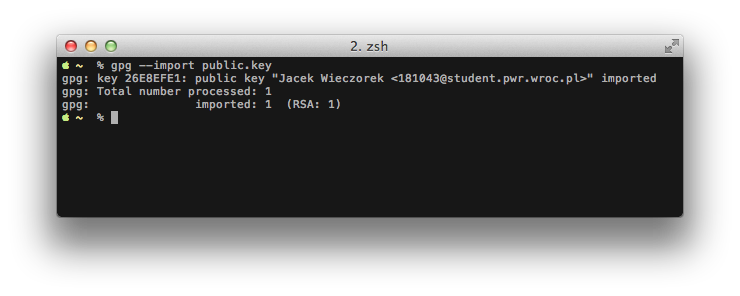 2. zsh
~ % gpg --import public.key
gpg: key 26E8EFE1: public key "Jacek Wieczorek <181043@student.pwr.wroc.pl>" imported
gpg: Total number processed: 1
gpg:               imported: 1  (RSA: 1)
~ %